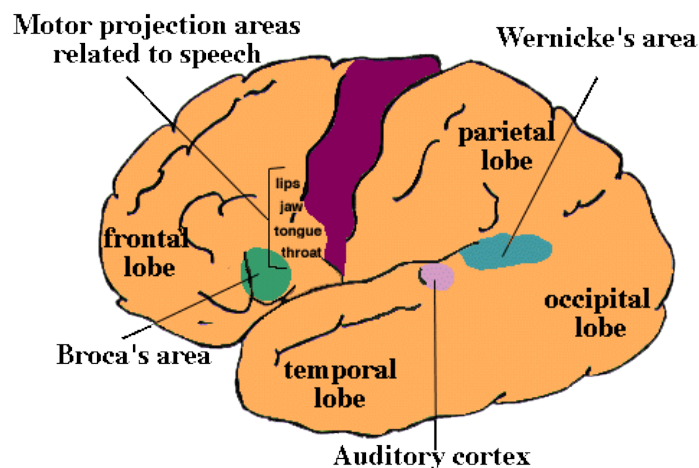 Motor projection areas
related to speech
Wernicke's area
parietal
lobe
lips
jaw
tongue
throat
frontal
lobe
occipital
lobe
Broca's area
temporal
lobe
Auditory cortex